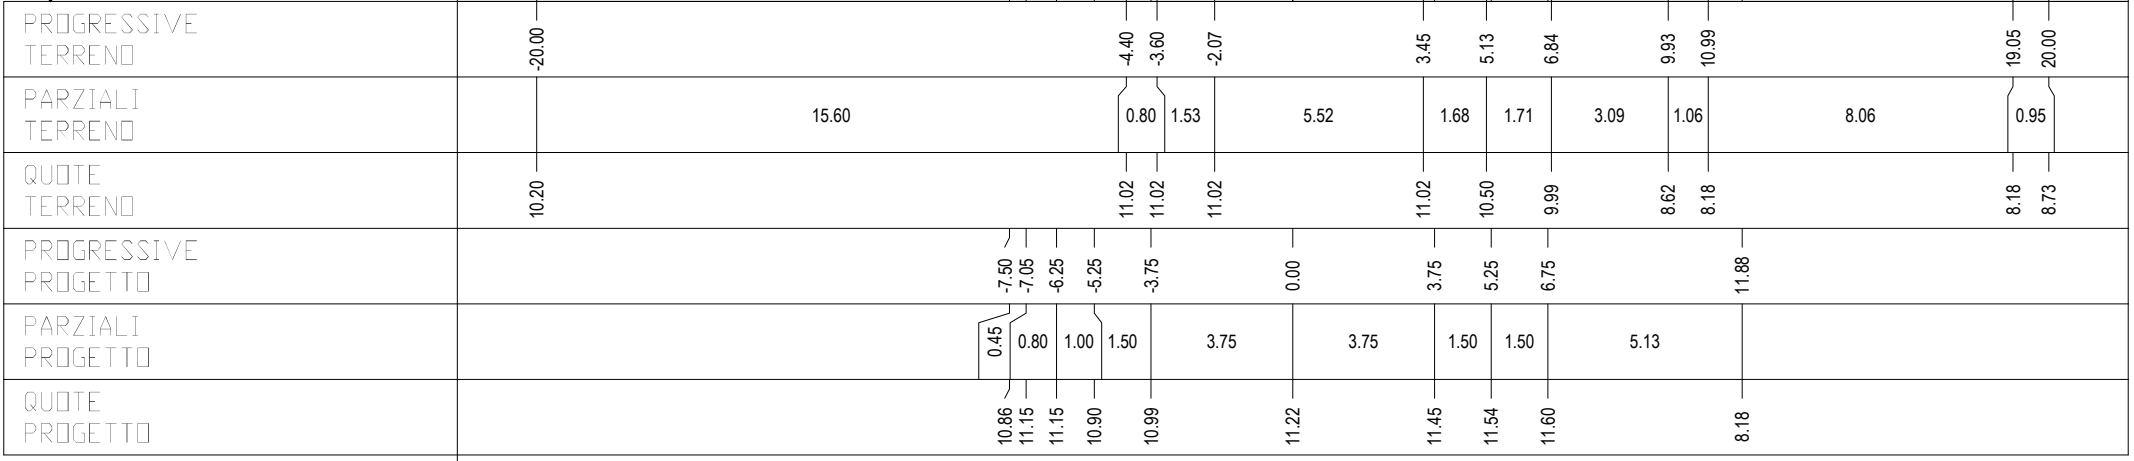 PROGRESSIVE
TERRENO
-20.00 -4.40 -3.60 -2.07 3.45 5.13 6.84 9.93 10.99 19.05 20.00
PARZIALI
TERRENO
15.60 0.80 1.53 5.52 1.68 1.71 3.09 1.06 8.06 0.95
QUOTE
TERRENO
10.20 11.02 11.02 11.02 11.02 10.50 9.99 8.62 8.18 8.18 8.73
PROGRESSIVE
PROGETTO
-7.50 -7.05 -6.25 -5.25 -3.75 0.00 3.75 5.25 6.75 11.88
PARZIALI
PROGETTO
0.45 0.80 1.00 1.50 3.75 3.75 1.50 1.50 5.13
QUOTE
PROGETTO
10.86 11.15 11.15 10.90 10.99 11.22 11.45 11.54 11.60 8.18